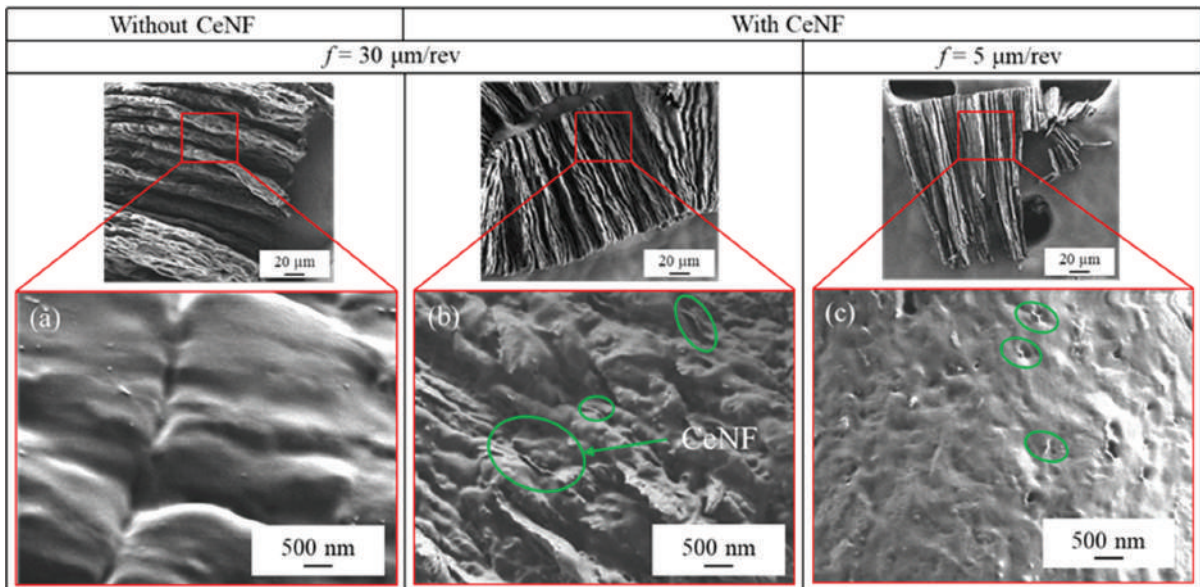 Without CeNF
With CeNF
f = 30 μm/rev
f = 5 μm/rev
20 μm
20 μm
20 μm
(a)
(b)
(c)
CeNF
500 nm
500 nm
500 nm